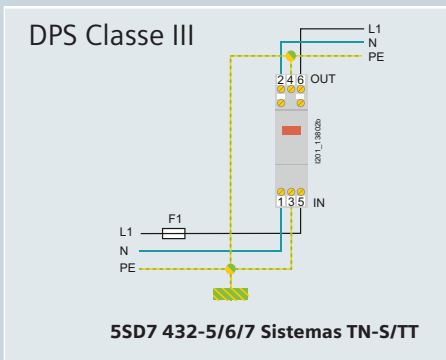 DPS Classe III
L1
N
PE
2 4 6 OUT
I201_13802b
1 3 5 IN
F1
L1
N
PE
5SD7 432-5/6/7 Sistemas TN-S/TT